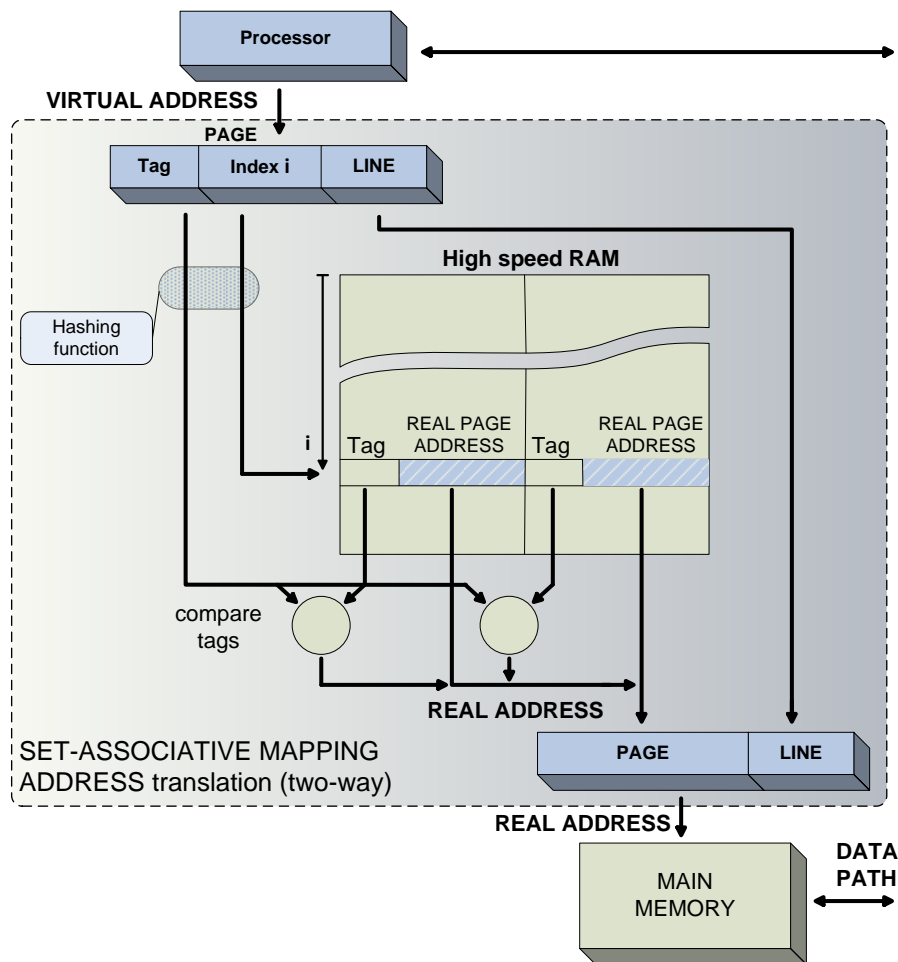 Processor
VIRTUAL ADDRESS
PAGE
Tag
Index i
LINE
High speed RAM
Hashing
function
i
Tag
REAL PAGE
ADDRESS
Tag
REAL PAGE
ADDRESS
compare
tags
REAL ADDRESS
SET-ASSOCIATIVE MAPPING
ADDRESS translation (two-way)
PAGE
LINE
REAL ADDRESS
MAIN
MEMORY
DATA
PATH